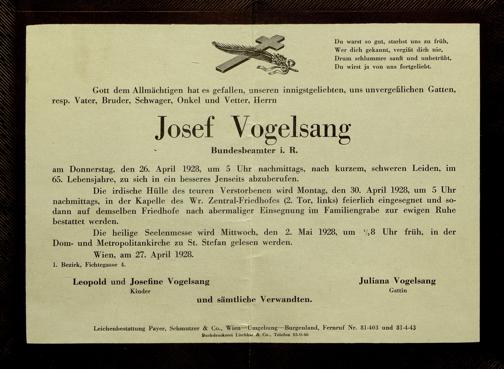 Du warst so gut, starbst uns zu früh,
Wer dich gekannt, vergißt dich nie,
Drum schlummre sanft und unbetrübt,
Du wirst ja von uns fortgeliebt.
Gott dem Allmächtigen hat es gefallen, unseren innigstgeliebten, uns unvergeßlichen Gatten,
resp. Vater, Bruder, Schwager, Onkel und Vetter, Herrn
Josef Vogelsang
Bundesbeamter i. R.
am Donnerstag, den 26. April 1928, um 5 Uhr nachmittags, nach kurzem, schweren Leiden, im
65. Lebensjahre, zu sich in ein besseres Jenseits abzuberufen.
Die irdische Hülle des teuren Verstorbenen wird Montag, den 30. April 1928, um 5 Uhr
nachmittags, in der Kapelle des Wr. Zentral-Friedhofes (2. Tor, links) feierlich eingesegnet und so-
dann auf demselben Friedhofe nach abermaliger Einsegnung im Familiengrabe zur ewigen Ruhe
bestattet werden.
Die heilige Seelenmesse wird Mittwoch, den 2. Mai 1928, um ½8 Uhr früh, in der
Dom- und Metropolitankirche zu St. Stefan gelesen werden.
Wien, am 27. April 1928.
1. Bezirk, Fichtegasse 4.
Leopold und Josefine Vogelsang
Kinder
Juliana Vogelsang
Gattin
und sämtliche Verwandten.
Leichenbestattung Payer, Schmutzer & Co., Wien—Umgebung—Burgenland, Fernruf Nr. 81-403 und 81-4-43
Buchdruckerei Lischkar & Co., Telefon